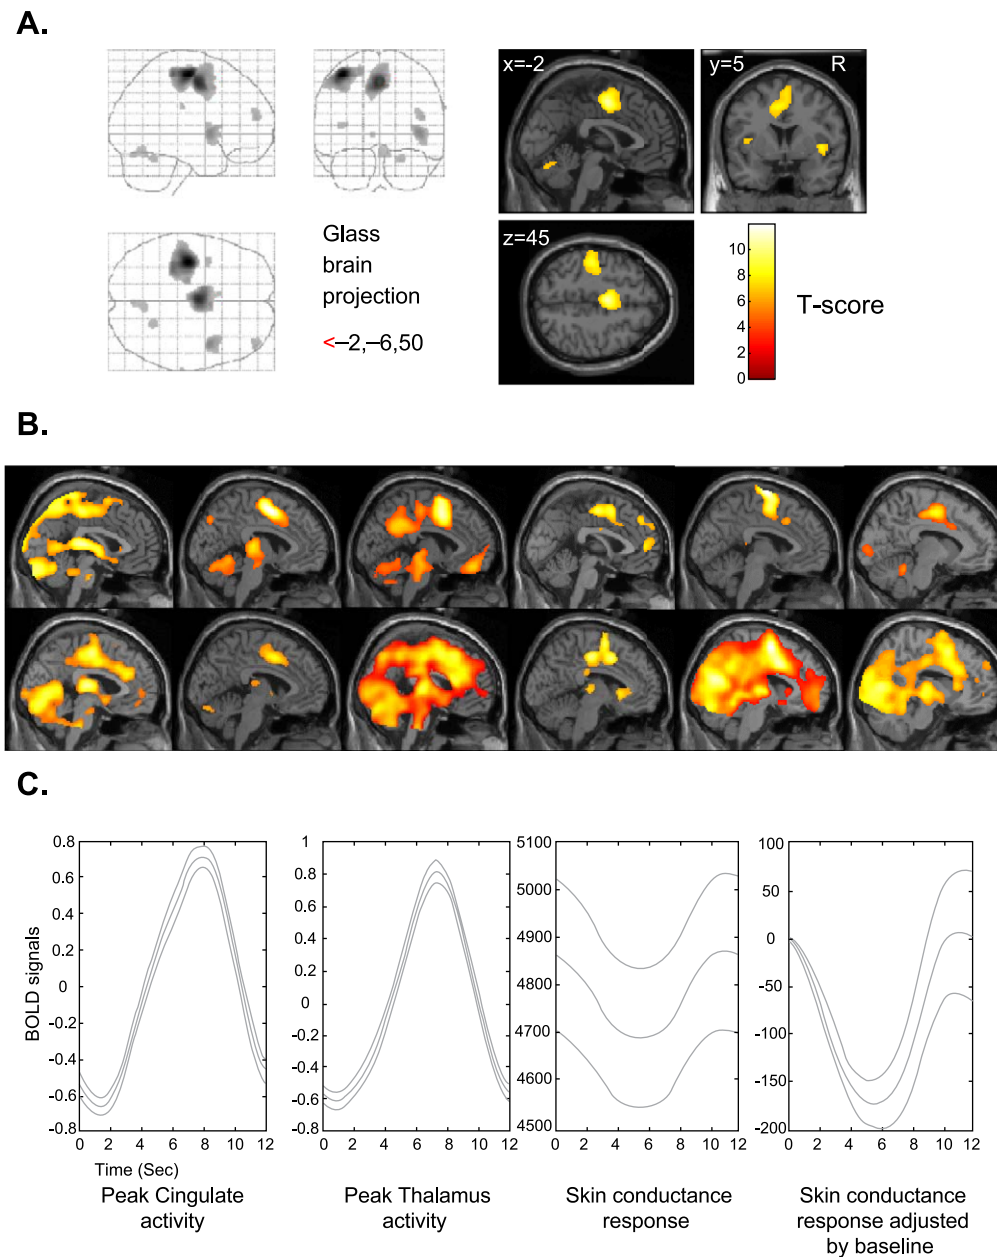 A.
x=-2
y=5
R
Glass
brain
projection
<–2,–6,50
z=45
10
8
6
4
2
0
T-score
B.
C.
BOLD signals
0.8
0.6
0.4
0.2
0
-0.2
-0.4
-0.6
-0.8
0 2 4 6 8 10 12
Time (Sec)
Peak Cingulate
activity
1
0.8
0.6
0.4
0.2
0
-0.2
-0.4
-0.6
-0.8
0 2 4 6 8 10 12
Peak Thalamus
activity
5100
5000
4900
4800
4700
4600
4500
0 2 4 6 8 10 12
Skin conductance
response
100
50
0
-50
-100
-150
-200
0 2 4 6 8 10 12
Skin conductance
response adjusted
by baseline